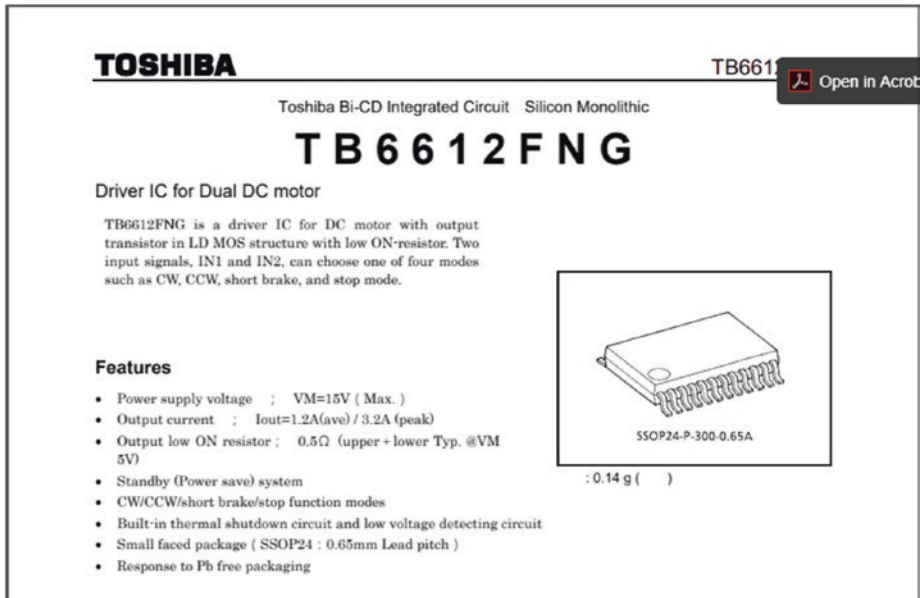 TOSHIBA
TB6612
Open in Acrob
Toshiba Bi-CD Integrated Circuit Silicon Monolithic
TB6612FNG
Driver IC for Dual DC motor
TB6612FNG is a driver IC for DC motor with output
transistor in LD MOS structure with low ON-resistor. Two
input signals, IN1 and IN2, can choose one of four modes
such as CW, CCW, short brake, and stop mode.
Features
• Power supply voltage ; VM=15V ( Max. )
• Output current ; Iout=1.2A(ave) / 3.2A (peak)
• Output low ON resistor ; 0.5Ω (upper + lower Typ. @VM
5V)
• Standby (Power save) system
• CW/CCW/short brake/stop function modes
• Built-in thermal shutdown circuit and low voltage detecting circuit
• Small faced package ( SSOP24 : 0.65mm Lead pitch )
• Response to Pb free packaging
SSOP24-P-300-0.65A
: 0.14 g ( )